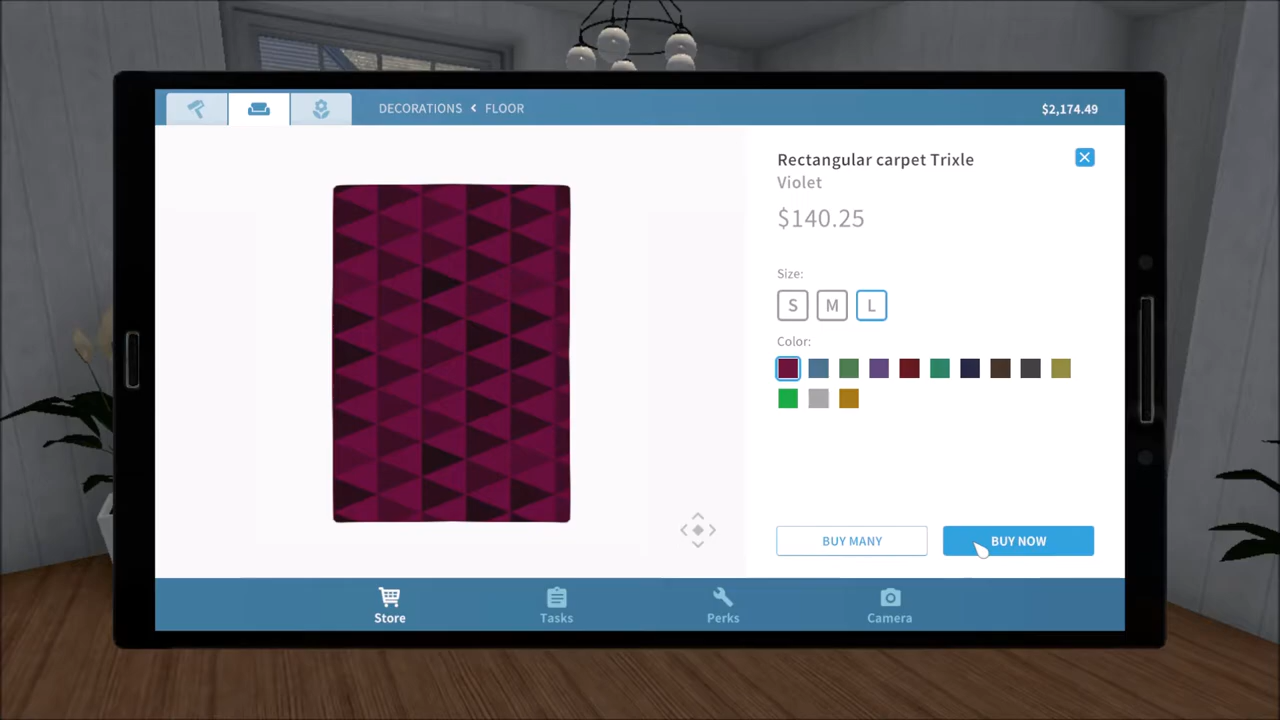 DECORATIONS < FLOOR
$2,174.49
Rectangular carpet Trixle
Violet
$140.25
Size:
S M L
Color:
BUY MANY
BUY NOW
Store
Tasks
Perks
Camera